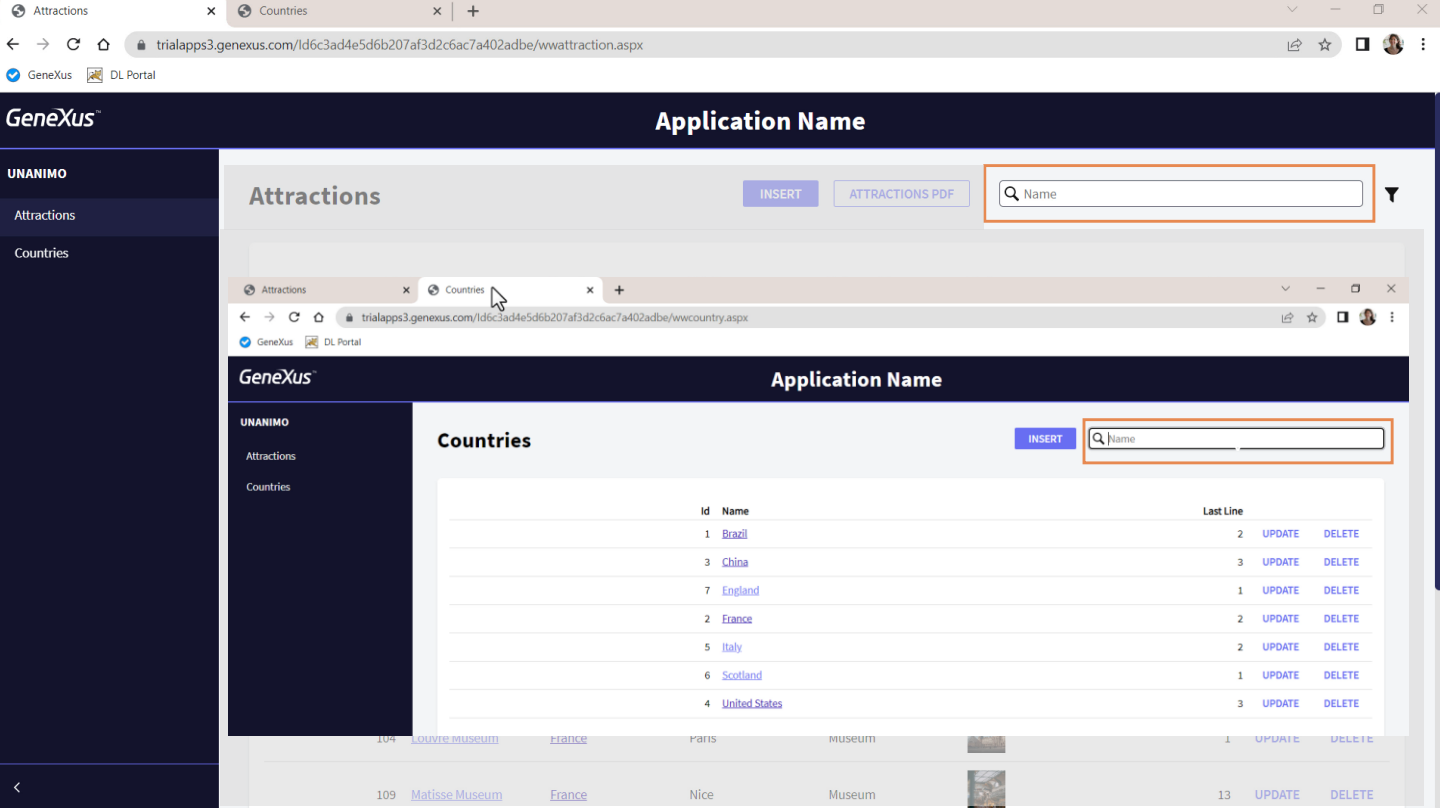 Attractions
Countries
trialapps3.genexus.com/Id6c3ad4e5d6b207af3d2c6ac7a402adbe/wwattraction.aspx
GeneXus DL Portal
GeneXus™ Application Name
UNANIMO
Attractions
Countries
Attractions INSERT ATTRACTIONS PDF Name
Attractions Countries
trialapps3.genexus.com/Id6c3ad4e5d6b207af3d2c6ac7a402adbe/wwcountry.aspx
GeneXus DL Portal
GeneXus™ Application Name
UNANIMO
Attractions
Countries
Countries INSERT Name
Id Name Last Line
1 Brazil 2 UPDATE DELETE
3 China 3 UPDATE DELETE
7 England 1 UPDATE DELETE
2 France 2 UPDATE DELETE
5 Italy 2 UPDATE DELETE
6 Scotland 1 UPDATE DELETE
4 United States 3 UPDATE DELETE
104 Louvre Museum France Paris Museum 1 UPDATE DELETE
109 Matisse Museum France Nice Museum 13 UPDATE DELETE